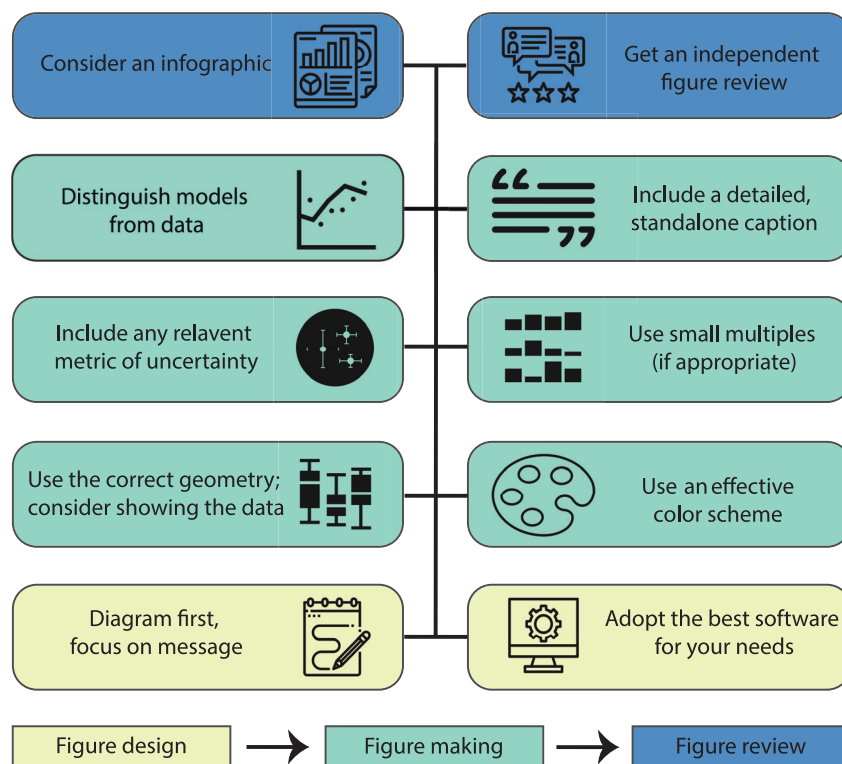 Consider an infographic
Get an independent
figure review
Distinguish models
from data
Include a detailed,
standalone caption
Include any relavent
metric of uncertainty
Use small multiples
(if appropriate)
Use the correct geometry;
consider showing the data
Use an effective
color scheme
Diagram first,
focus on message
Adopt the best software
for your needs
Figure design
Figure making
Figure review